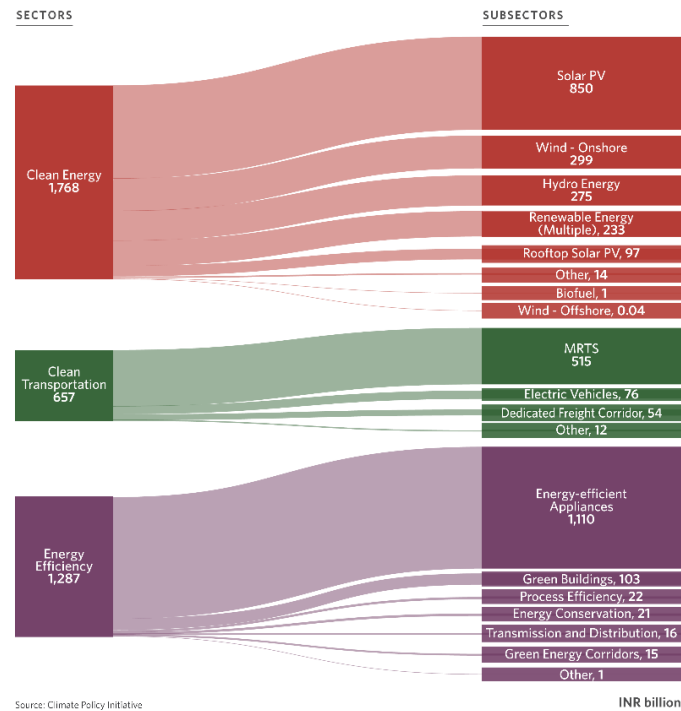 SECTORS
SUBSECTORS
Clean Energy
1,768
Solar PV
850
Wind - Onshore
299
Hydro Energy
275
Renewable Energy
(Multiple), 233
Rooftop Solar PV, 97
Other, 14
Biofuel, 1
Wind - Offshore, 0.04
Clean
Transportation
657
MRTS
515
Electric Vehicles, 76
Dedicated Freight Corridor, 54
Other, 12
Energy
Efficiency
1,287
Energy-efficient
Appliances
1,110
Green Buildings, 103
Process Efficiency, 22
Energy Conservation, 21
Transmission and Distribution, 16
Green Energy Corridors, 15
Other, 1
Source: Climate Policy Initiative
INR billion